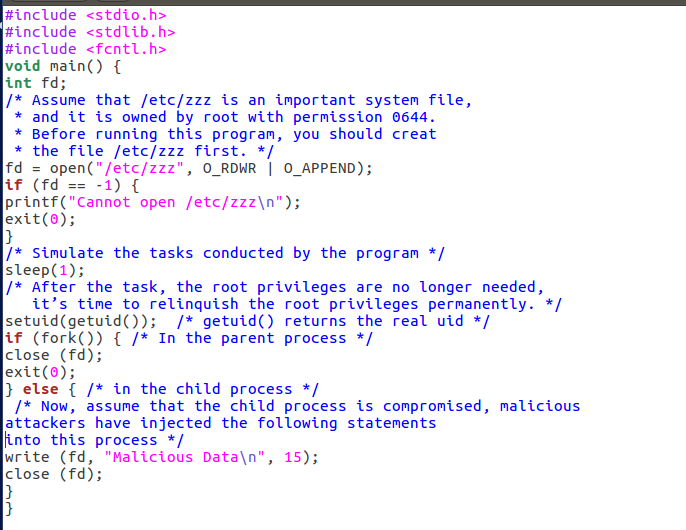 #include <stdio.h>
#include <stdlib.h>
#include <fcntl.h>
void main() {
int fd;
/* Assume that /etc/zzz is an important system file,
 * and it is owned by root with permission 0644.
 * Before running this program, you should creat
 * the file /etc/zzz first. */
fd = open("/etc/zzz", O_RDWR | O_APPEND);
if (fd == -1) {
printf("Cannot open /etc/zzz\n");
exit(0);
}
/* Simulate the tasks conducted by the program */
sleep(1);
/* After the task, the root privileges are no longer needed,
   it’s time to relinquish the root privileges permanently. */
setuid(getuid());  /* getuid() returns the real uid */
if (fork()) { /* In the parent process */
close (fd);
exit(0);
} else { /* in the child process */
 /* Now, assume that the child process is compromised, malicious
attackers have injected the following statements
into this process */
write (fd, "Malicious Data\n", 15);
close (fd);
}
}